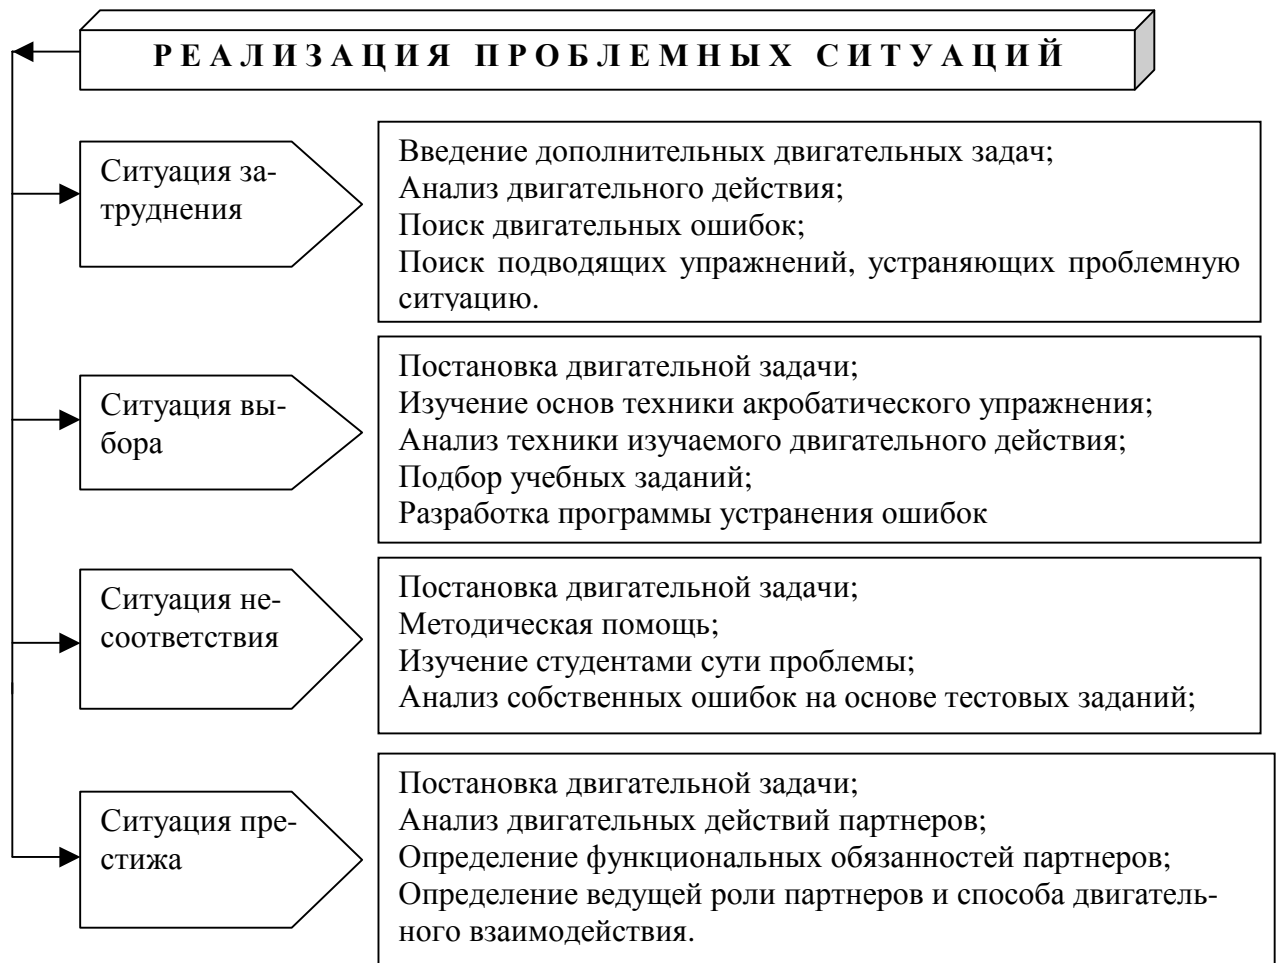 РЕАЛИЗАЦИЯ ПРОБЛЕМНЫХ СИТУАЦИЙ
Ситуация за-
труднения
Введение дополнительных двигательных задач;
Анализ двигательного действия;
Поиск двигательных ошибок;
Поиск подводящих упражнений, устраняющих проблемную
ситуацию.
Ситуация вы-
бора
Постановка двигательной задачи;
Изучение основ техники акробатического упражнения;
Анализ техники изучаемого двигательного действия;
Подбор учебных заданий;
Разработка программы устранения ошибок
Ситуация не-
соответствия
Постановка двигательной задачи;
Методическая помощь;
Изучение студентами сути проблемы;
Анализ собственных ошибок на основе тестовых заданий;
Ситуация пре-
стижа
Постановка двигательной задачи;
Анализ двигательных действий партнеров;
Определение функциональных обязанностей партнеров;
Определение ведущей роли партнеров и способа двигатель-
ного взаимодействия.